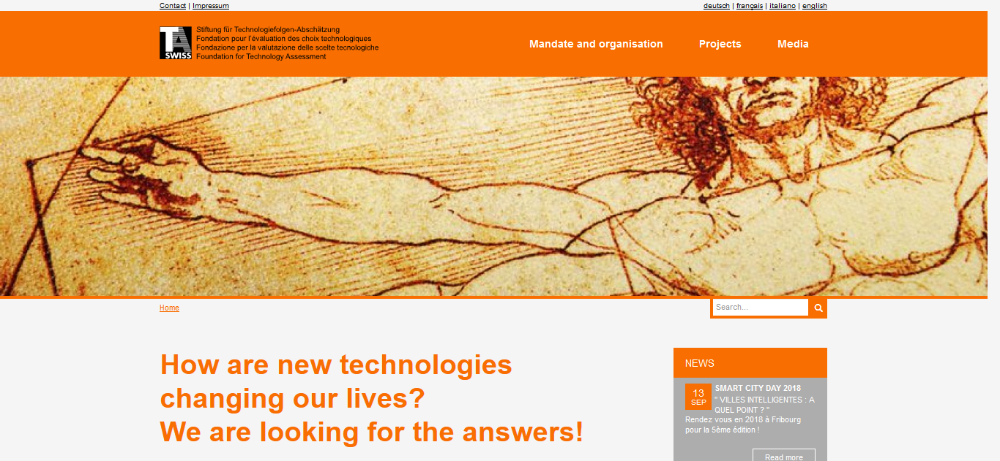 Contact | Impressum
deutsch | français | italiano | english
TA
SWISS
Stiftung für Technologiefolgen-Abschätzung
Fondation pour l'évaluation des choix technologiques
Fondazione per la valutazione delle scelte tecnologiche
Foundation for Technology Assessment
Mandate and organisation
Projects
Media
Home
Search...
How are new technologies
changing our lives?
We are looking for the answers!
NEWS
13
SEP
SMART CITY DAY 2018
" VILLES INTELLIGENTES : A
QUEL POINT ? "
Rendez vous en 2018 à Fribourg
pour la 5ème édition !
Read more